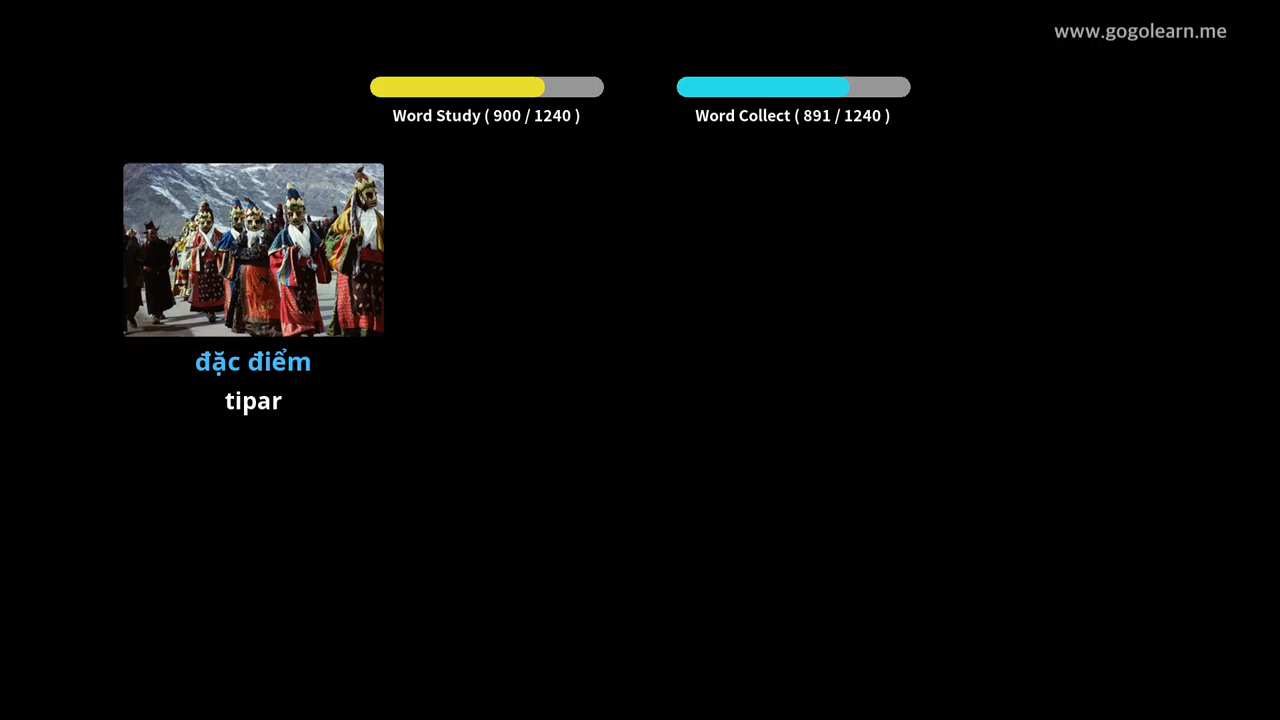 www.gogolearn.me
Word Study ( 900 / 1240 )
Word Collect ( 891 / 1240 )
đặc điểm
tipar